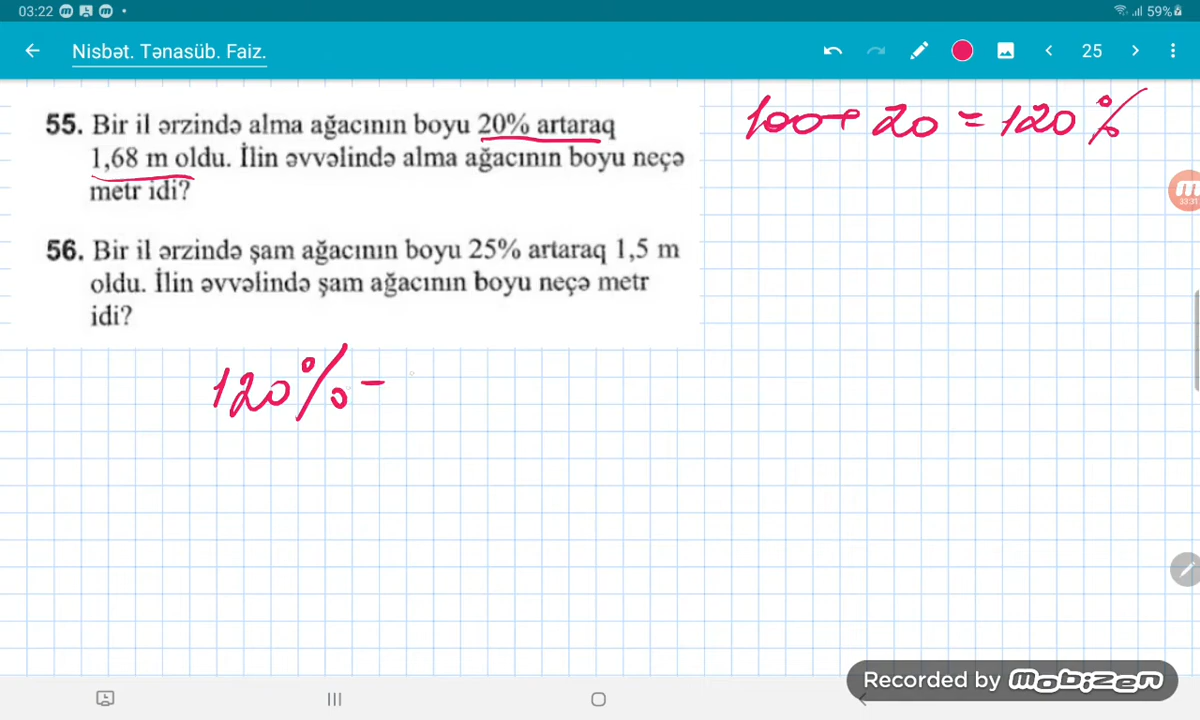 03:22 59%
Nisbət. Tənasüb. Faiz. 25
55. Bir il ərzində alma ağacının boyu 20% artaraq
1,68 m oldu. İlin əvvəlində alma ağacının boyu neçə
metr idi?
56. Bir il ərzində şam ağacının boyu 25% artaraq 1,5 m
oldu. İlin əvvəlində şam ağacının boyu neçə metr
idi?
100+20=120%
120% -
33:31
Recorded by mobizen